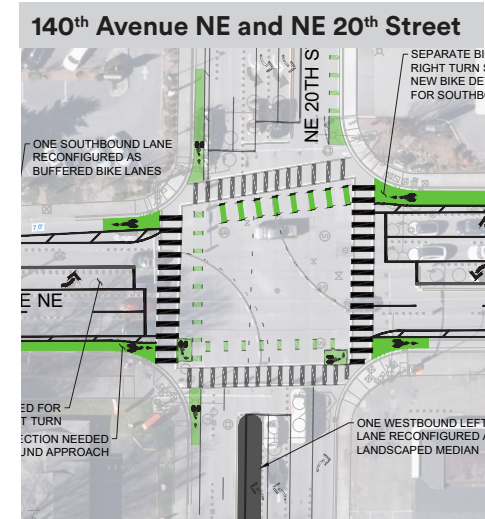 140th Avenue NE and NE 20th Street
SEPARATE BI
RIGHT TURN S
NEW BIKE DE
FOR SOUTHB
NE 20TH S
ONE SOUTHBOUND LANE
RECONFIGURED AS
BUFFERED BIKE LANES
E NE
ED FOR
T TURN
ECTION NEEDED
UND APPROACH
ONE WESTBOUND LEFT
LANE RECONFIGURED A
LANDSCAPED MEDIAN